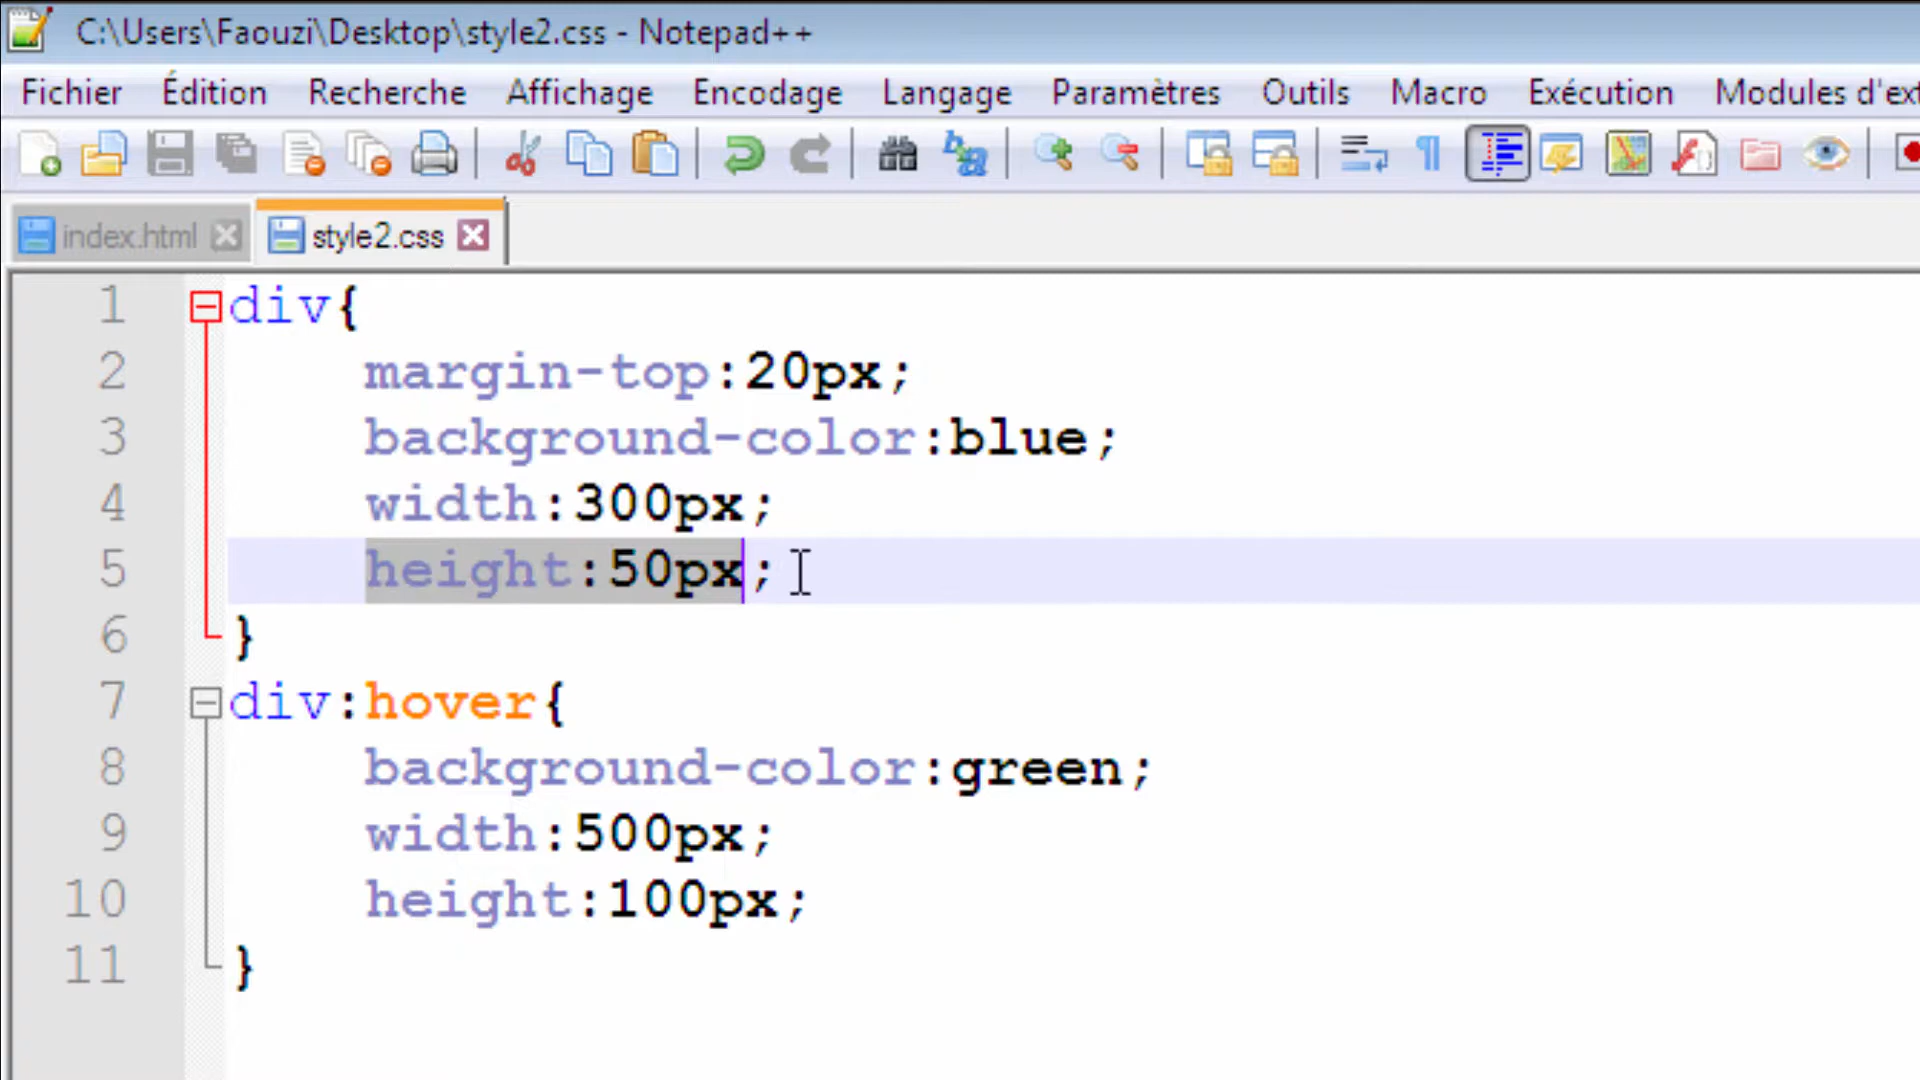 C:\Users\Faouzi\Desktop\style2.css - Notepad++
Fichier Édition Recherche Affichage Encodage Langage Paramètres Outils Macro Exécution Modules d'ext
index.html style2.css
1 div{
2 margin-top:20px;
3 background-color:blue;
4 width:300px;
5 height:50px;
6 }
7 div:hover{
8 background-color:green;
9 width:500px;
10 height:100px;
11 }